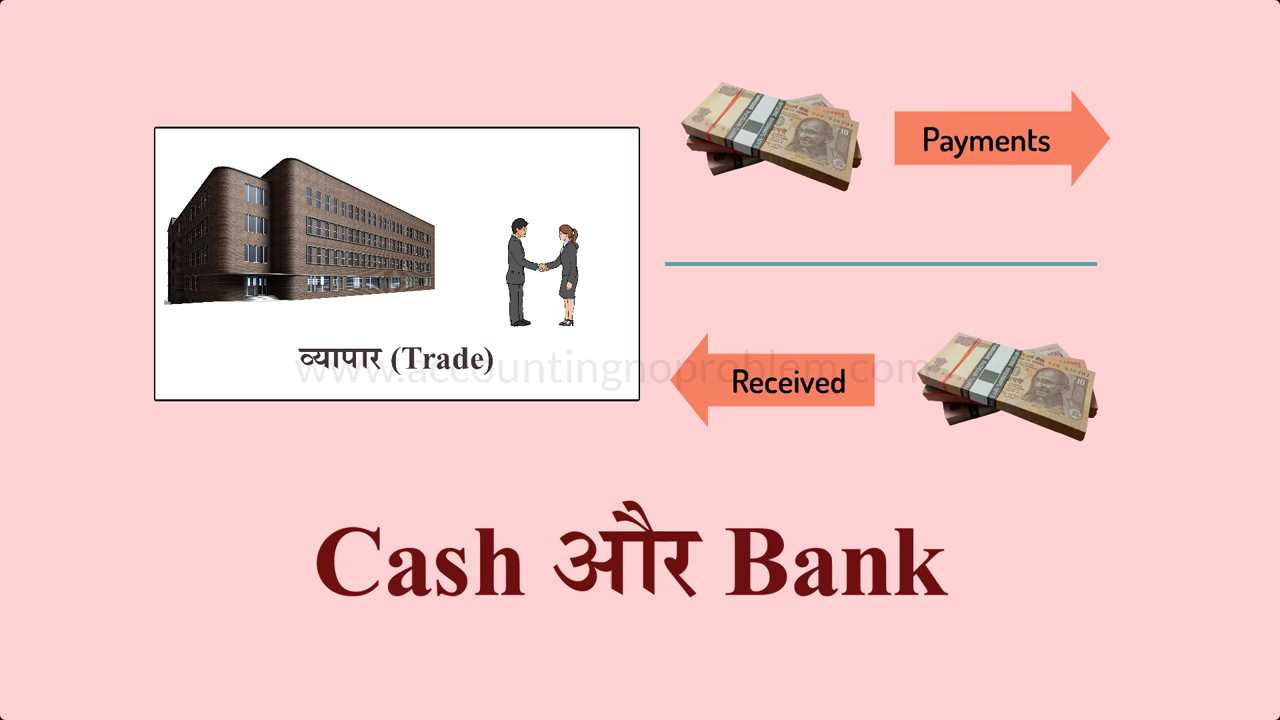 Payments
व्यापार (Trade)
www.accountingnoproblem.com
Received
Cash और Bank